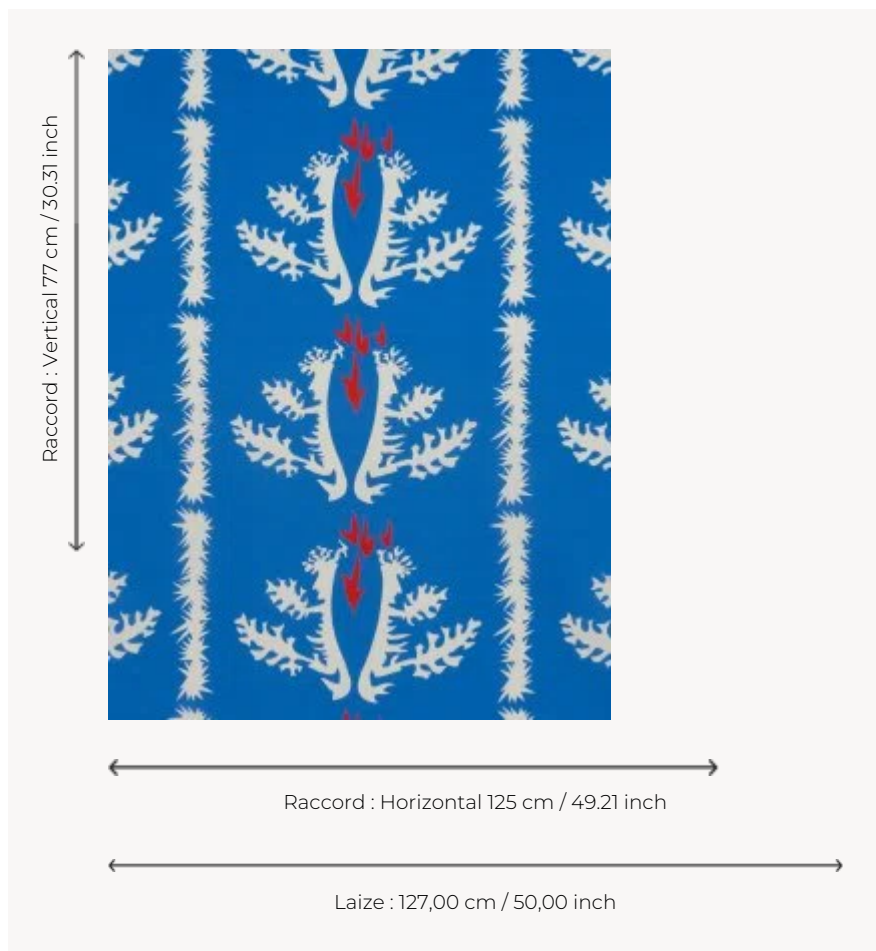 Raccord : Vertical 77 cm / 30.31 inch
Raccord : Horizontal 125 cm / 49.21 inch
Laize : 127,00 cm / 50,00 inch